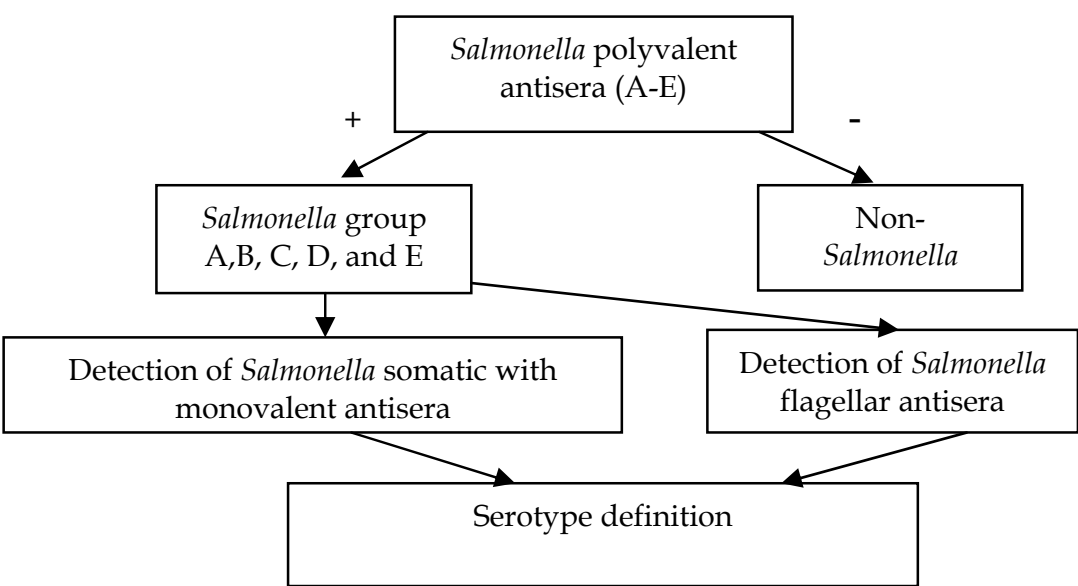 Salmonella polyvalent
antisera (A-E)
+
-
Salmonella group
A,B, C, D, and E
Non-
Salmonella
Detection of Salmonella somatic with
monovalent antisera
Detection of Salmonella
flagellar antisera
Serotype definition